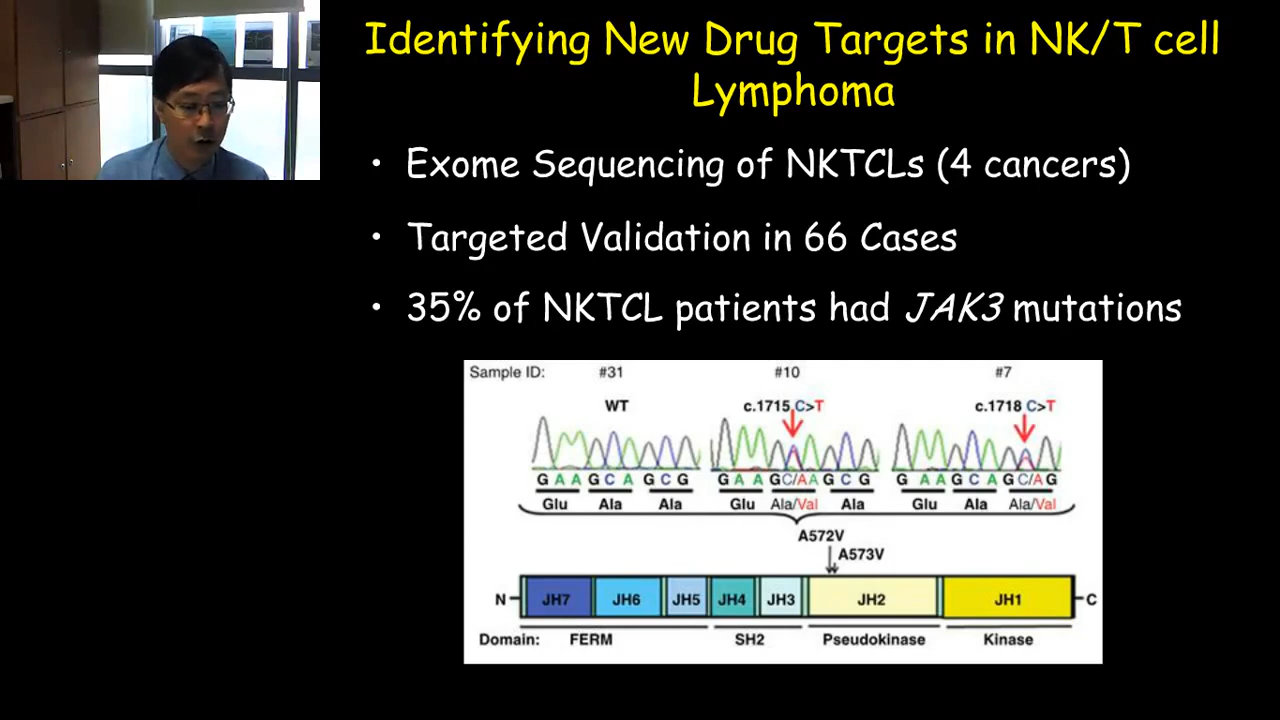 Identifying New Drug Targets in NK/T cell
Lymphoma
• Exome Sequencing of NKTCLs (4 cancers)
• Targeted Validation in 66 Cases
• 35% of NKTCL patients had JAK3 mutations
Sample ID: #31 #10 #7
WT c.1715 C>T c.1718 C>T
G A A G C A G C G G A A G C/A A G C G G A A G C A G C/A G
Glu Ala Ala Glu Ala/Val Ala Glu Ala Ala/Val
A572V
A573V
N JH7 JH6 JH5 JH4 JH3 JH2 JH1 C
Domain: FERM SH2 Pseudokinase Kinase